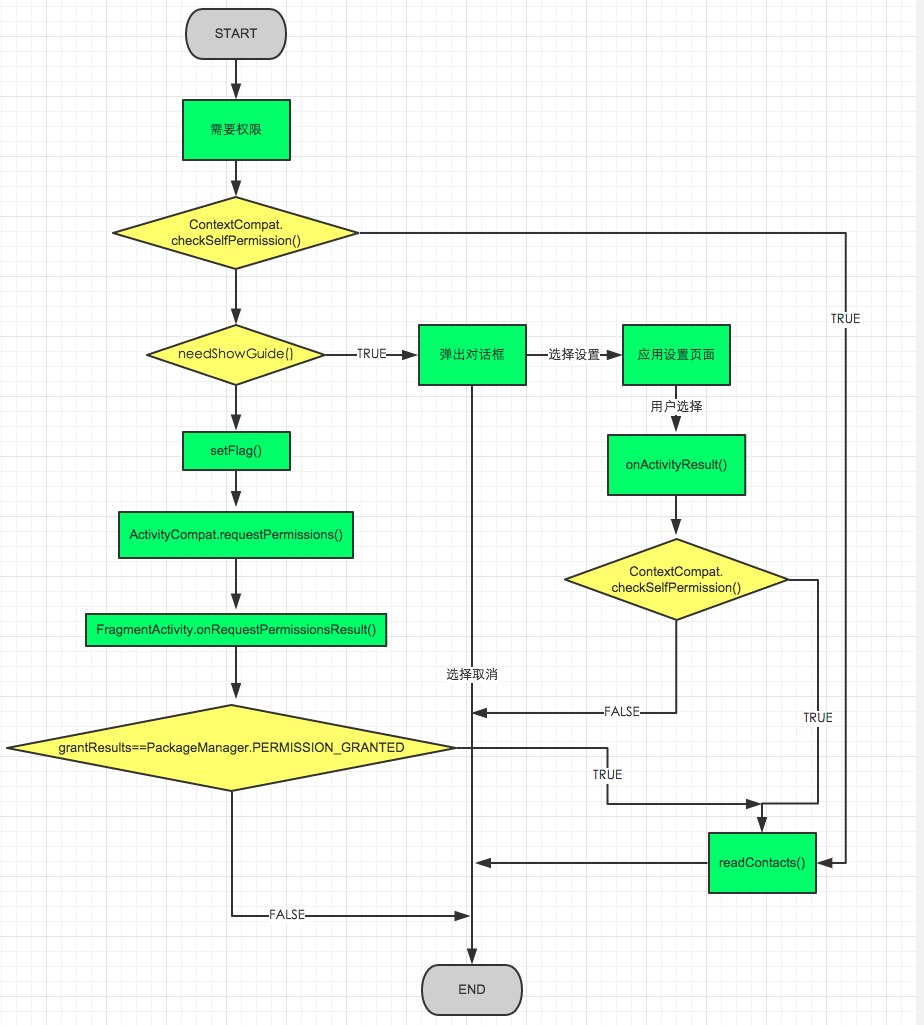 START
需要权限
ContextCompat.
checkSelfPermission()
TRUE
needShowGuide()
TRUE
弹出对话框
选择设置
应用设置页面
用户选择
setFlag()
onActivityResult()
ActivityCompat.requestPermissions()
ContextCompat.
checkSelfPermission()
FragmentActivity.onRequestPermissionsResult()
选择取消
FALSE
TRUE
grantResults==PackageManager.PERMISSION_GRANTED
TRUE
readContacts()
FALSE
END